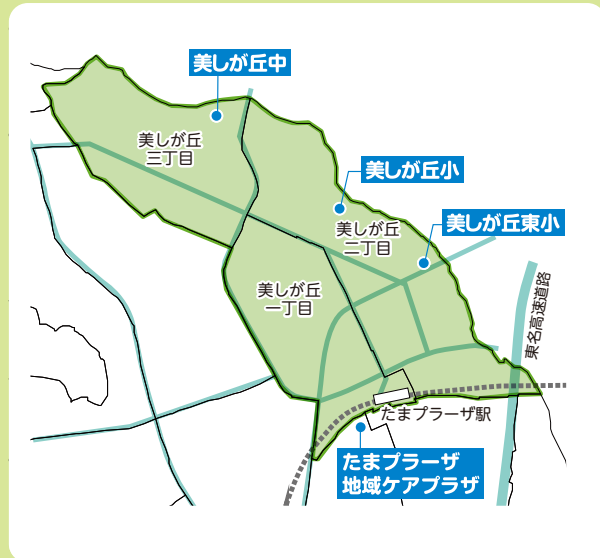 美しが丘中
美しが丘
三丁目
美しが丘小
美しが丘東小
美しが丘
二丁目
美しが丘
一丁目
東名高速道路
たまプラーザ駅
たまプラーザ
地域ケアプラザ